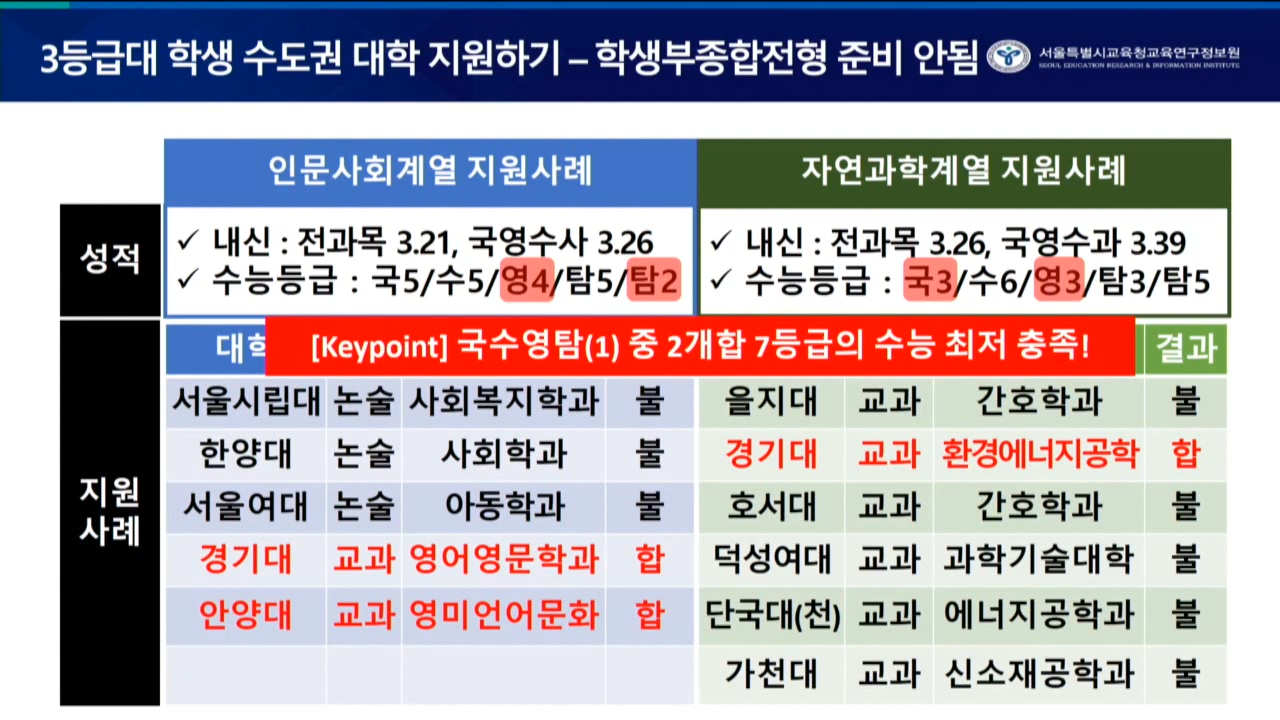 3등급대 학생 수도권 대학 지원하기 – 학생부종합전형 준비 안됨
서울특별시교육청교육연구정보원
SEOUL EDUCATION RESEARCH & INFORMATION INSTITUTE
인문사회계열 지원사례 자연과학계열 지원사례
성적
✓ 내신 : 전과목 3.21, 국영수사 3.26
✓ 수능등급 : 국5/수5/영4/탐5/탐2
✓ 내신 : 전과목 3.26, 국영수과 3.39
✓ 수능등급 : 국3/수6/영3/탐3/탐5
지원
사례
대학 결과
[Keypoint] 국수영탐(1) 중 2개합 7등급의 수능 최저 충족!
서울시립대 논술 사회복지학과 불 을지대 교과 간호학과 불
한양대 논술 사회학과 불 경기대 교과 환경에너지공학 합
서울여대 논술 아동학과 불 호서대 교과 간호학과 불
경기대 교과 영어영문학과 합 덕성여대 교과 과학기술대학 불
안양대 교과 영미언어문화 합 단국대(천) 교과 에너지공학과 불
가천대 교과 신소재공학과 불